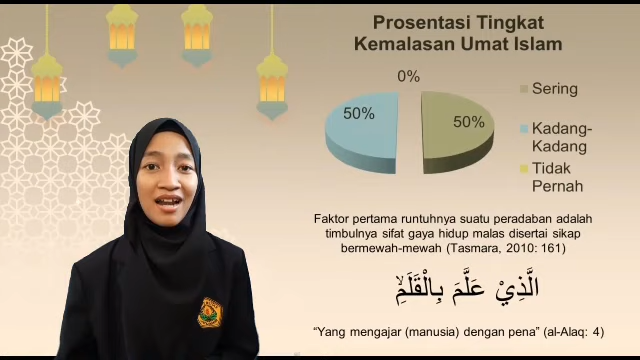 Prosentasi Tingkat
Kemalasan Umat Islam
0%
50%
50%
Sering
Kadang-
Kadang
Tidak
Pernah
Faktor pertama runtuhnya suatu peradaban adalah
timbulnya sifat gaya hidup malas disertai sikap
bermewah-mewah (Tasmara, 2010: 161)
الَّذِيْ عَلَّمَ بِالْقَلَمِۙ
“Yang mengajar (manusia) dengan pena” (al-Alaq: 4)